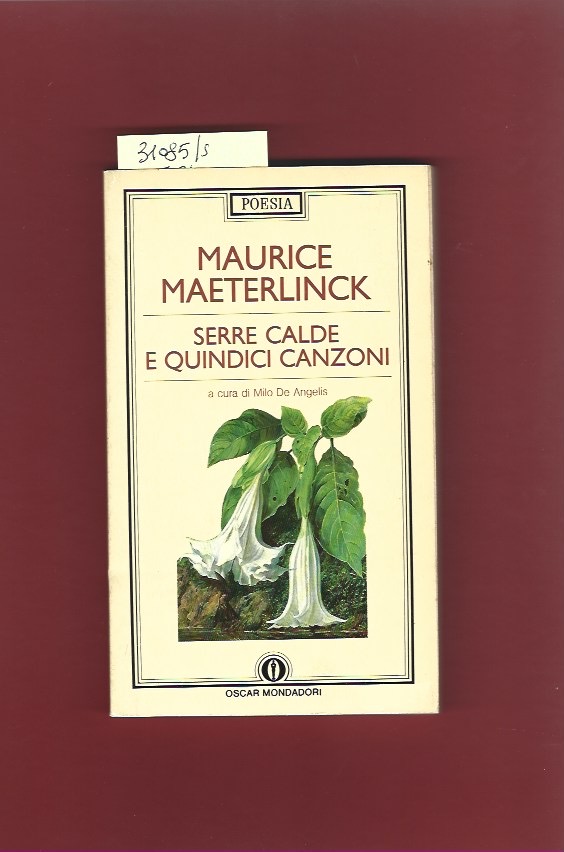 31085/s
POESIA
MAURICE
MAETERLINCK
SERRE CALDE
E QUINDICI CANZONI
a cura di Milo De Angelis
OSCAR MONDADORI